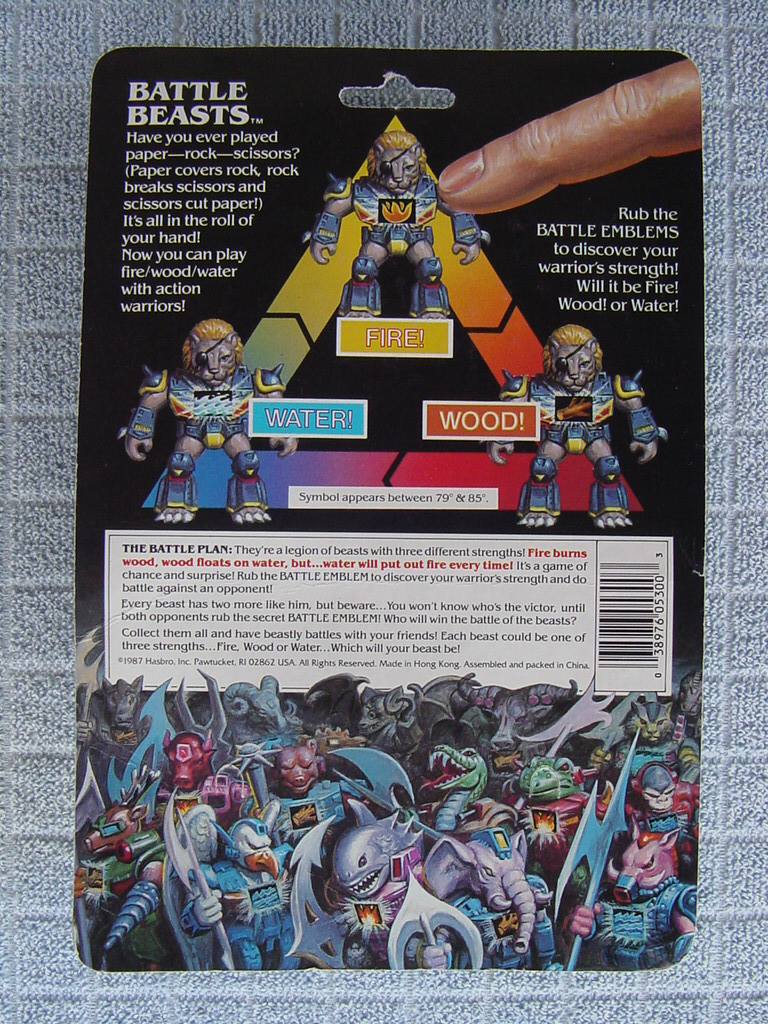 BATTLE
BEASTS™
Have you ever played
paper—rock—scissors?
(Paper covers rock, rock
breaks scissors and
scissors cut paper!)
It's all in the roll of
your hand!
Now you can play
fire/wood/water
with action
warriors!
Rub the
BATTLE EMBLEMS
to discover your
warrior's strength!
Will it be Fire!
Wood! or Water!
FIRE!
WATER!
WOOD!
Symbol appears between 79° & 85°.
THE BATTLE PLAN: They're a legion of beasts with three different strengths! Fire burns
wood, wood floats on water, but...water will put out fire every time! It's a game of
chance and surprise! Rub the BATTLE EMBLEM to discover your warrior's strength and do
battle against an opponent!
Every beast has two more like him, but beware...You won't know who's the victor, until
both opponents rub the secret BATTLE EMBLEM! Who will win the battle of the beasts?
Collect them all and have beastly battles with your friends! Each beast could be one of
three strengths...Fire, Wood or Water...Which will your beast be!
©1987 Hasbro, Inc. Pawtucket, RI 02862 USA. All Rights Reserved. Made in Hong Kong. Assembled and packed in China.
0 38976 05300 3